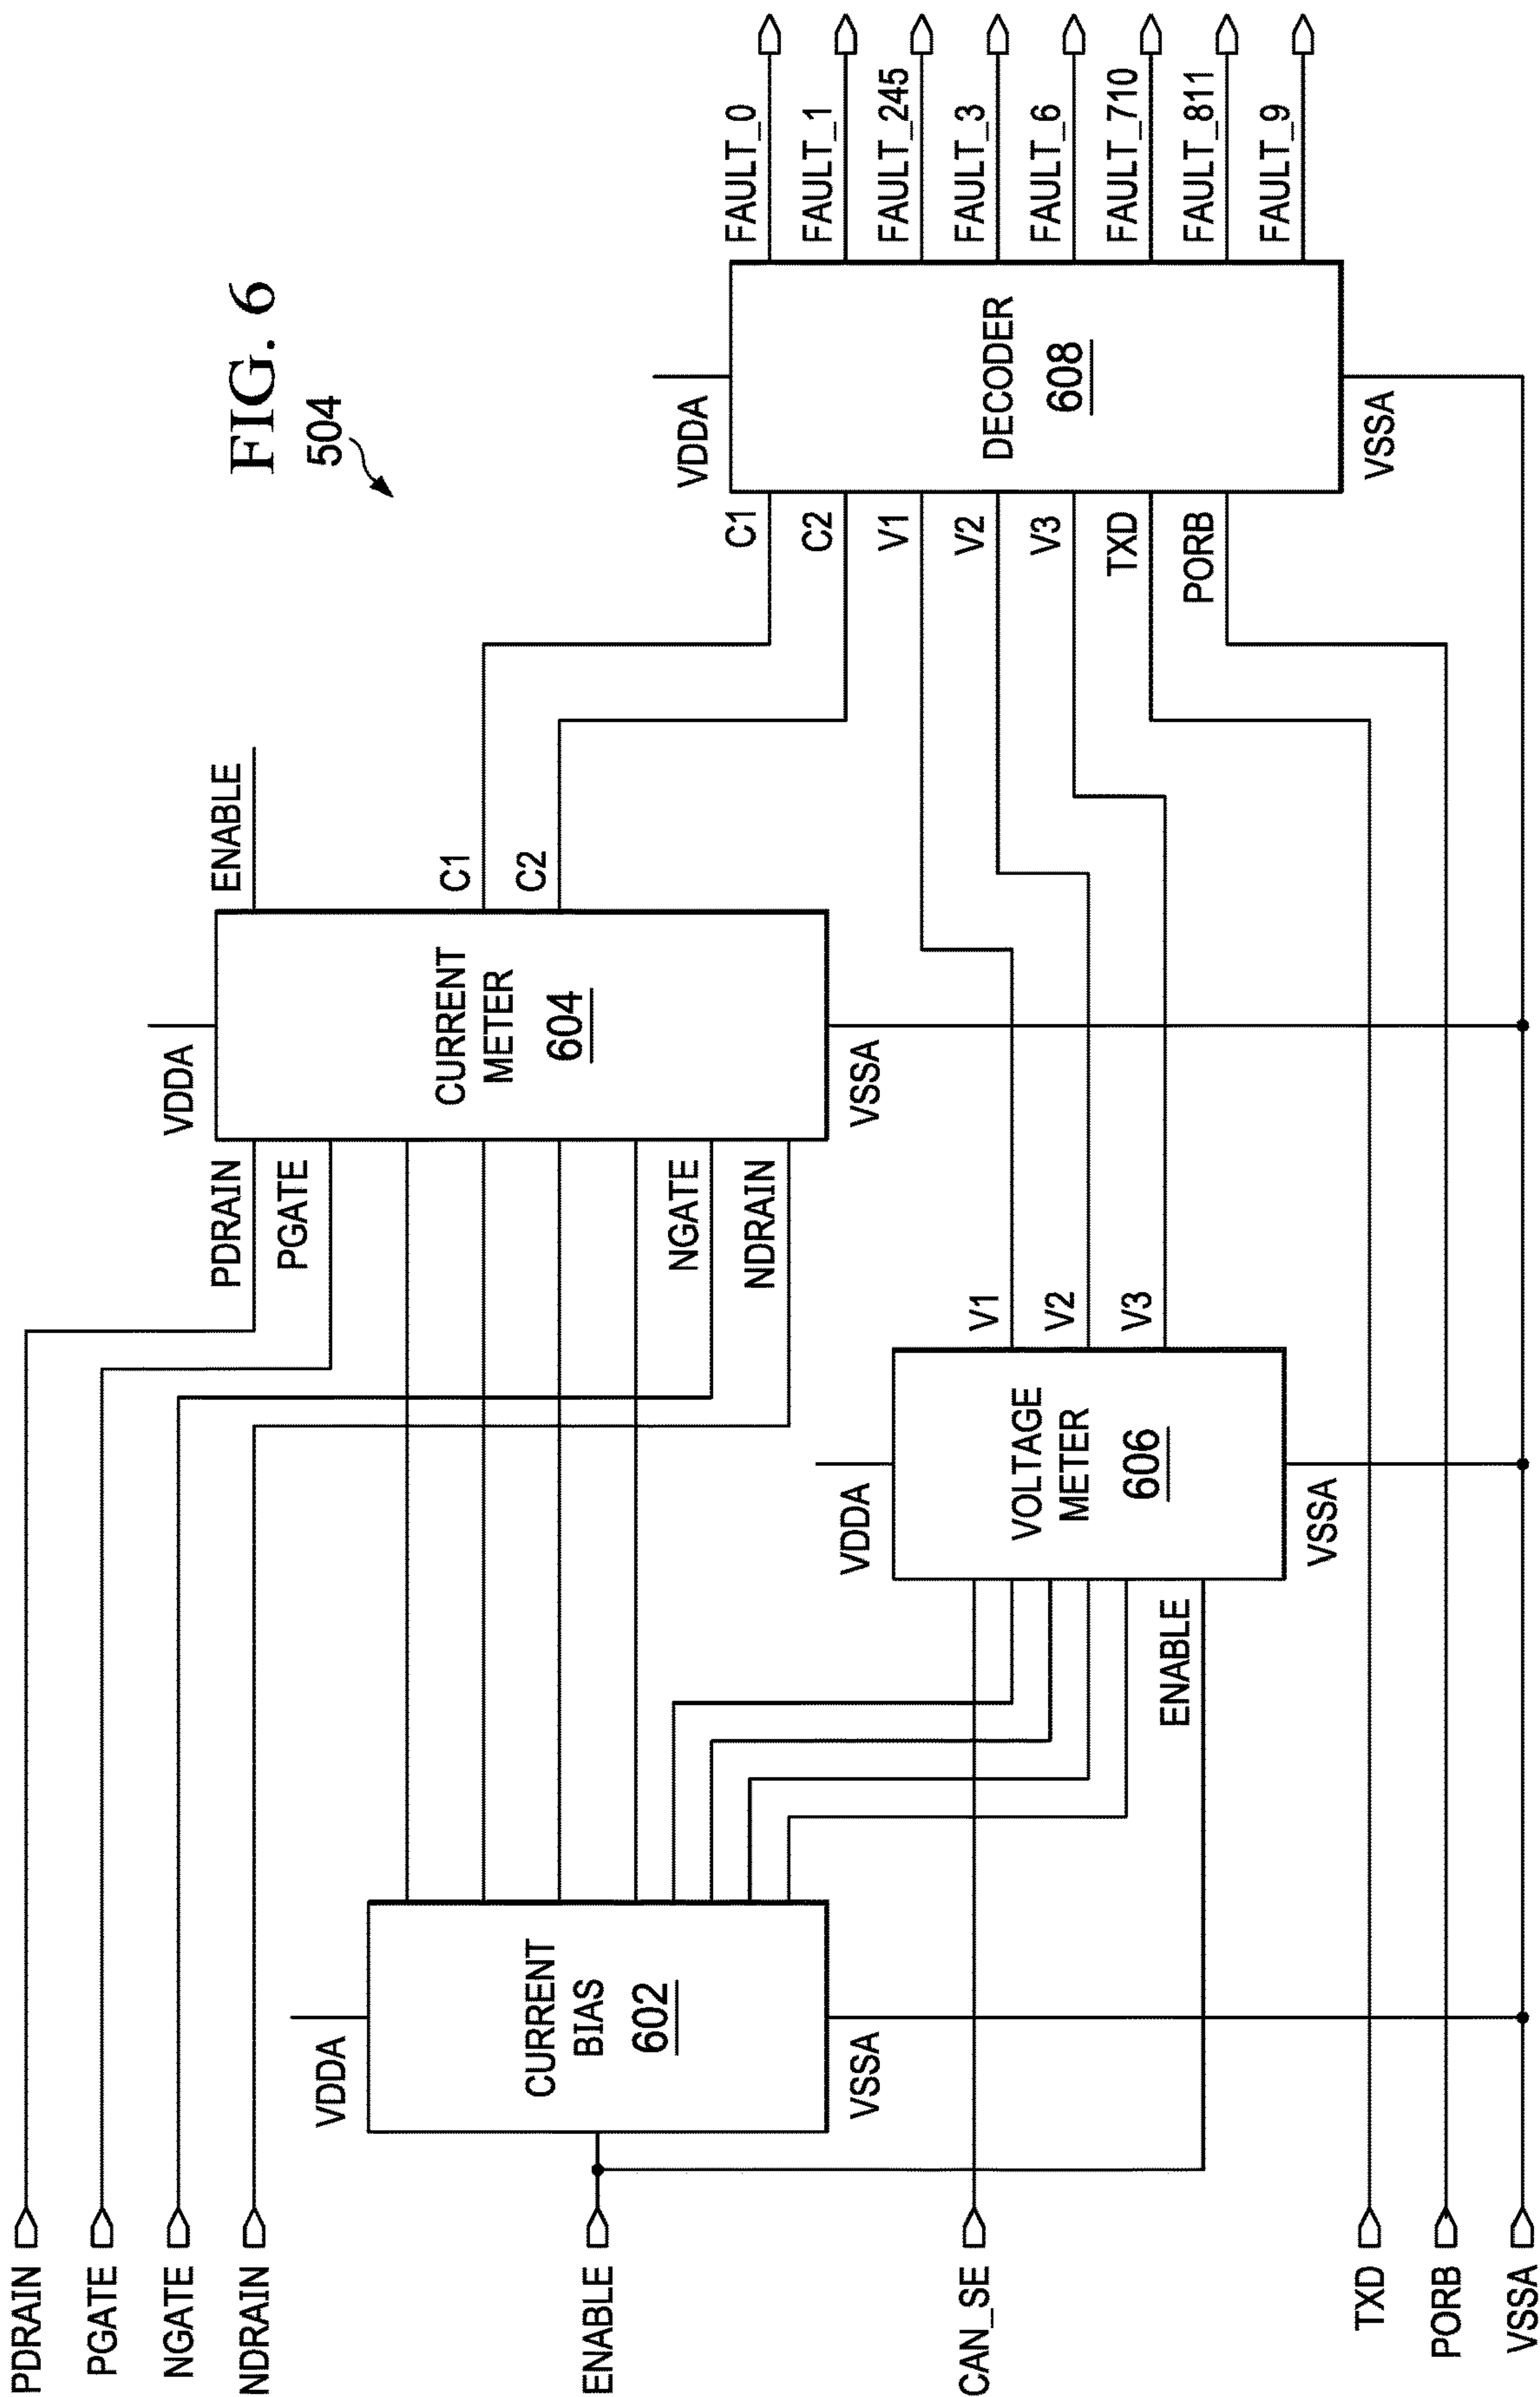 FIG. 6
504
PDRAIN
PGATE
NGATE
NDRAIN
ENABLE
CAN_SE
TXD
PORB
VSSA
VDDA
CURRENT
BIAS
602
VSSA
VDDA
PDRAIN
PGATE
NGATE
NDRAIN
CURRENT
METER
604
ENABLE
C1
C2
VSSA
VDDA
ENABLE
VOLTAGE
METER
606
V1
V2
V3
VSSA
VDDA
C1
C2
V1
V2
V3
TXD
PORB
DECODER
608
VSSA
FAULT_0
FAULT_1
FAULT_245
FAULT_3
FAULT_6
FAULT_710
FAULT_811
FAULT_9